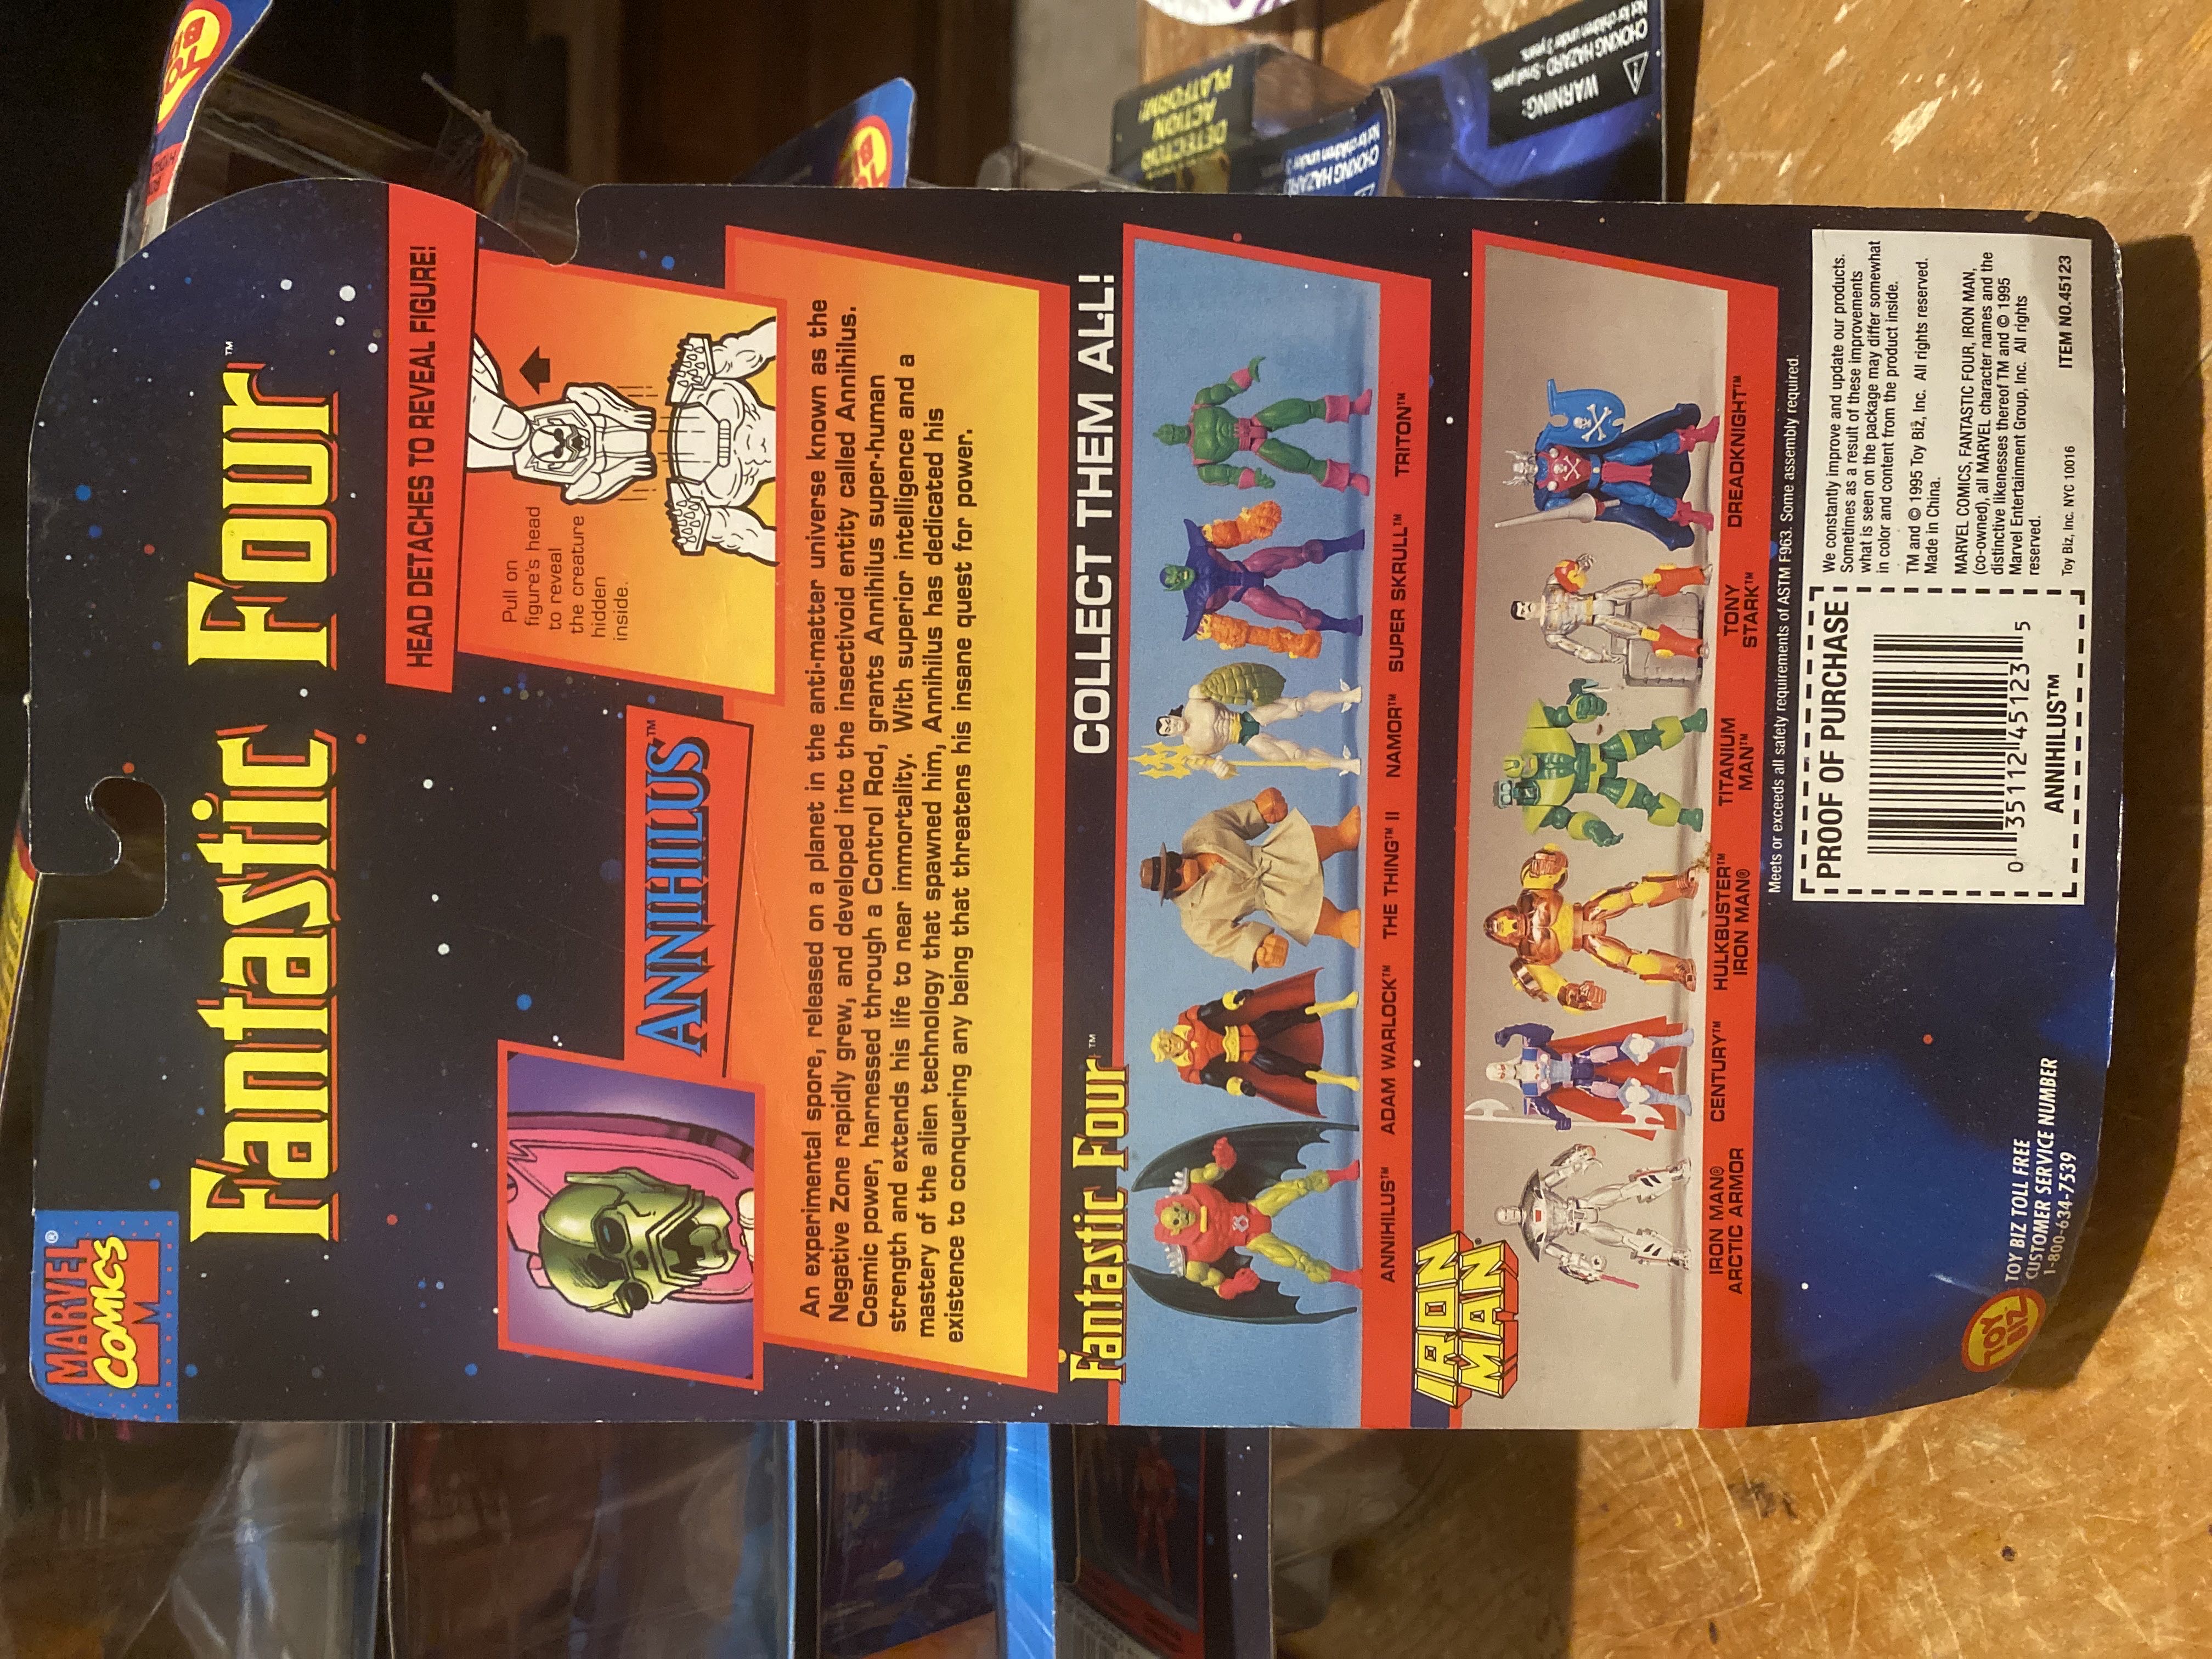 MARVEL®
COMICS
Fantastic Four™
HEAD DETACHES TO REVEAL FIGURE!
Pull on
figure's head
to reveal
the creature
hidden
inside.
ANNIHILUS™
An experimental spore, released on a planet in the anti-matter universe known as the
Negative Zone rapidly grew, and developed into the insectivoid entity called Annihilus.
Cosmic power, harnessed through a Control Rod, grants Annihilus super-human
strength and extends his life to near immortality. With superior intelligence and a
mastery of the alien technology that spawned him, Annihilus has dedicated his
existence to conquering any being that threatens his insane quest for power.
Fantastic Four™ COLLECT THEM ALL!
ANNIHILUS™ ADAM WARLOCK™ THE THING™ II NAMOR™ SUPER SKRULL™ TRITON™
IRON
MAN
IRON MAN® CENTURY™ HULKBUSTER™ TITANIUM TONY DREADKNIGHT™
ARCTIC ARMOR IRON MAN® MAN™ STARK™
Meets or exceeds all safety requirements of ASTM F963. Some assembly required.
PROOF OF PURCHASE
0 35112 45123 5
ANNIHILUS™
We constantly improve and update our products.
Sometimes as a result of these improvements
what is seen on the package may differ somewhat
in color and content from the product inside.
TM and © 1995 Toy Biz, Inc. All rights reserved.
Made in China.
MARVEL COMICS, FANTASTIC FOUR, IRON MAN,
(co-owned), all MARVEL character names and the
distinctive likenesses thereof TM and © 1995
Marvel Entertainment Group, Inc. All rights
reserved.
Toy Biz, Inc. NYC 10016 ITEM NO.45123
TOY
BIZ
TOY BIZ TOLL FREE
CUSTOMER SERVICE NUMBER
1-800-634-7539
DETECTOR
ACTION
PLATFORM!
WARNING:
CHOKING HAZARD - Small parts.
Not for children under 3 years.
CHOKING HAZARD
Not for children under 3
TOY